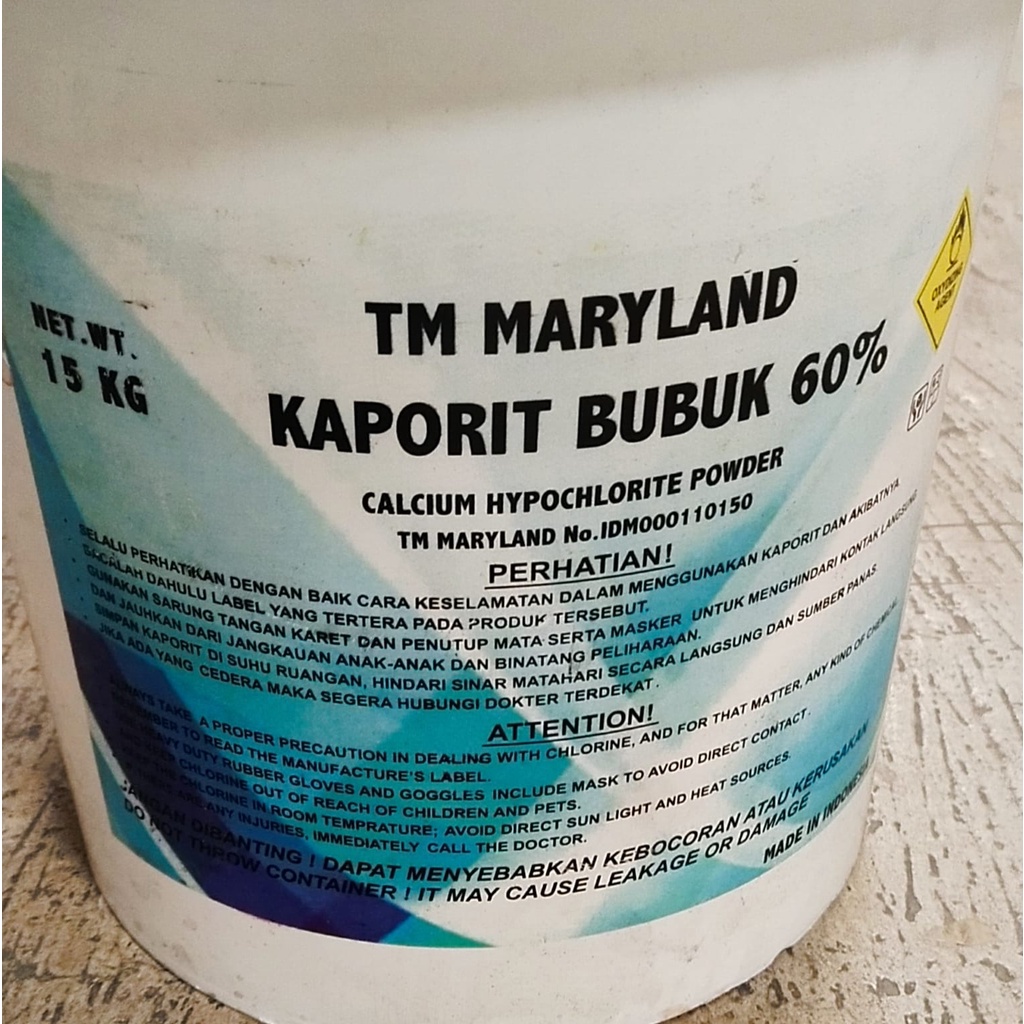 NET.WT.
15 KG
TM MARYLAND
KAPORIT BUBUK 60%
OXYDIZING
AGENT
CALCIUM HYPOCHLORITE POWDER
TM MARYLAND No.IDM000110150
PERHATIAN!
SELALU PERHATIKAN DENGAN BAIK CARA KESELAMATAN DALAM MENGGUNAKAN KAPORIT DAN AKIBATNYA.
BACALAH DAHULU LABEL YANG TERTERA PADA PRODUK TERSEBUT.
GUNAKAN SARUNG TANGAN KARET DAN PENUTUP MATA SERTA MASKER UNTUK MENGHINDARI KONTAK LANGSUNG
DAN JAUHKAN DARI JANGKAUAN ANAK-ANAK DAN BINATANG PELIHARAAN.
SIMPAN KAPORIT DI SUHU RUANGAN, HINDARI SINAR MATAHARI SECARA LANGSUNG DAN SUMBER PANAS.
JIKA ADA YANG CEDERA MAKA SEGERA HUBUNGI DOKTER TERDEKAT.
ATTENTION!
ALWAYS TAKE A PROPER PRECAUTION IN DEALING WITH CHLORINE, AND FOR THAT MATTER, ANY KIND OF CHEMICAL
REMEMBER TO READ THE MANUFACTURE'S LABEL.
HEAVY DUTY RUBBER GLOVES AND GOGGLES INCLUDE MASK TO AVOID DIRECT CONTACT.
CHLORINE OUT OF REACH OF CHILDREN AND PETS.
THE CHLORINE IN ROOM TEMPRATURE; AVOID DIRECT SUN LIGHT AND HEAT SOURCES.
ARE ANY INJURIES, IMMEDIATELY CALL THE DOCTOR.
JANGAN DIBANTING ! DAPAT MENYEBABKAN KEBOCORAN ATAU KERUSAKAN
DO NOT THROW CONTAINER ! IT MAY CAUSE LEAKAGE OR DAMAGE
MADE IN INDONESIA